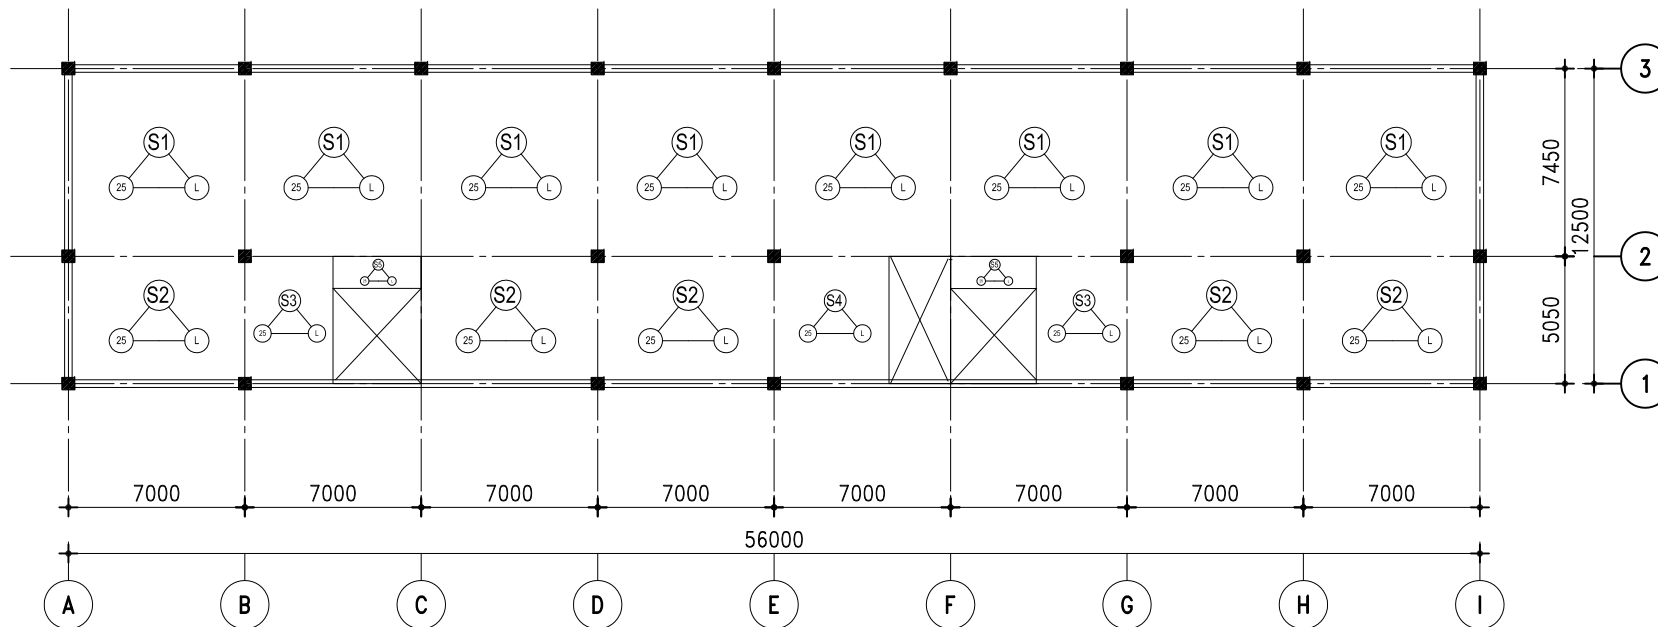 3
S1 S1 S1 S1 S1 S1 S1 S1
25 L 25 L 25 L 25 L 25 L 25 L 25 L 25 L
7450
12500
2
S5 S5
S2 S3 S2 S2 S4 S3 S2 S2
25 L 25 L 25 L 25 L 25 L 25 L 25 L 25 L
5050
1
7000 7000 7000 7000 7000 7000 7000 7000
56000
A B C D E F G H I